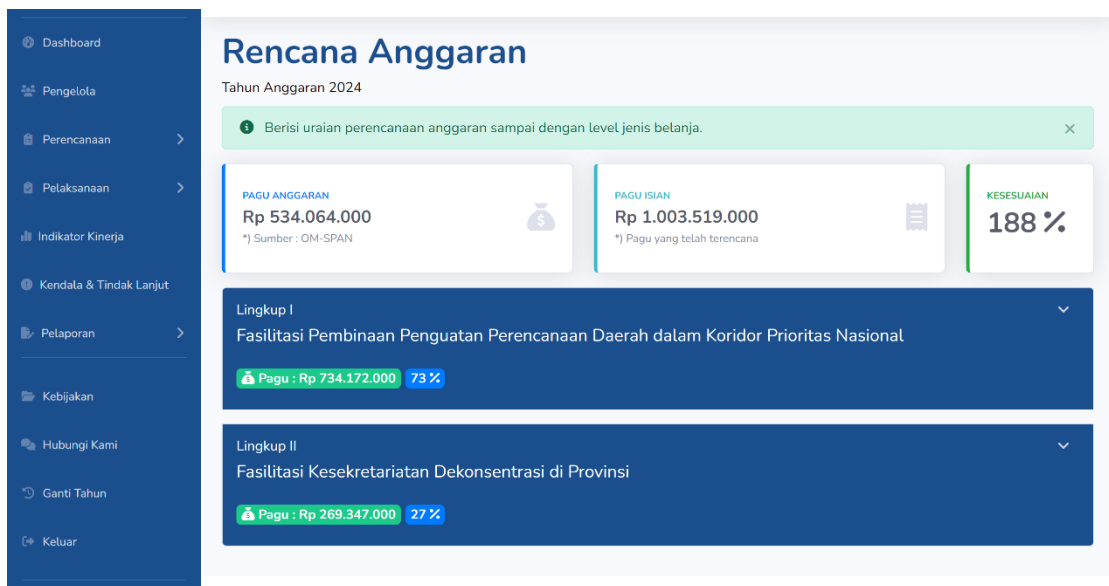 Dashboard
Pengelola
Perencanaan
Pelaksanaan
Indikator Kinerja
Kendala & Tindak Lanjut
Pelaporan
Kebijakan
Hubungi Kami
Ganti Tahun
Keluar
Rencana Anggaran
Tahun Anggaran 2024
Berisi uraian perencanaan anggaran sampai dengan level jenis belanja.
PAGU ANGGARAN
Rp 534.064.000
*) Sumber : OM-SPAN
PAGU ISIAN
Rp 1.003.519.000
*) Pagu yang telah terencana
KESESUAIAN
188 %
Lingkup I
Fasilitasi Pembinaan Penguatan Perencanaan Daerah dalam Koridor Prioritas Nasional
Pagu : Rp 734.172.000 73 %
Lingkup II
Fasilitasi Kesekretariatan Dekonsentrasi di Provinsi
Pagu : Rp 269.347.000 27 %